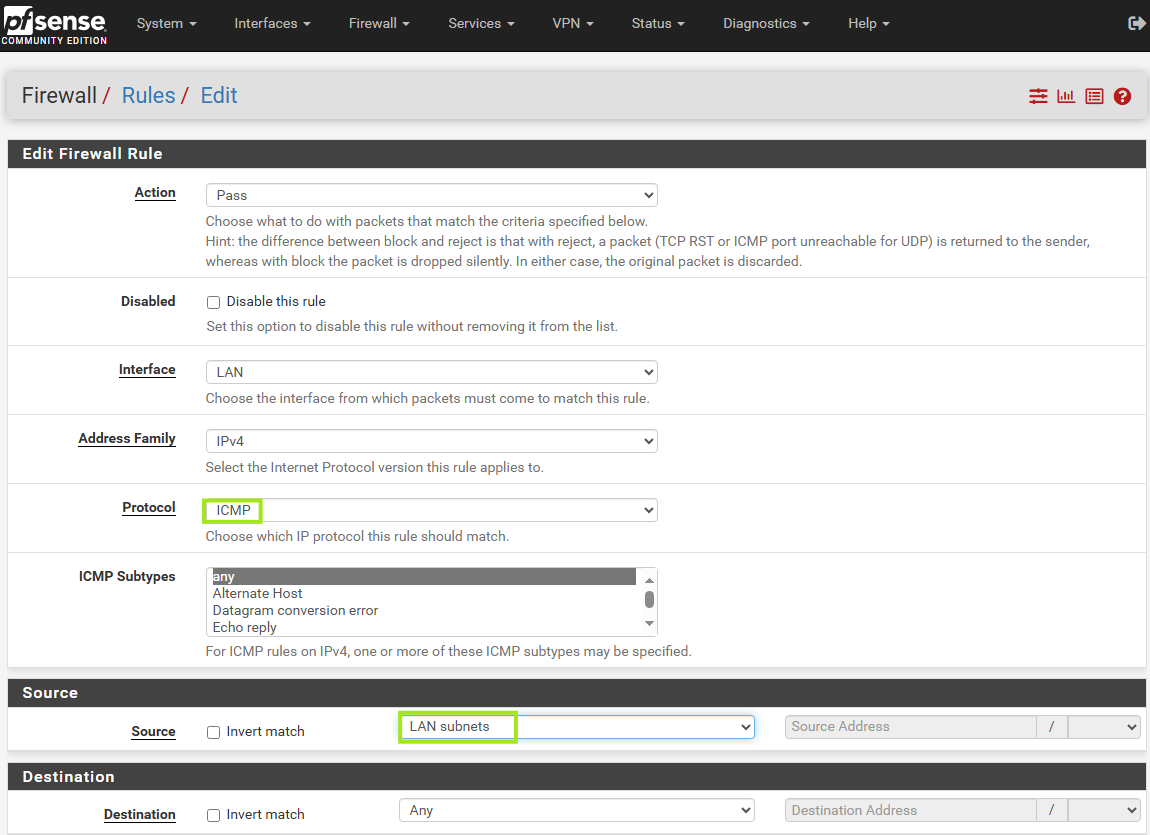 pfsense
COMMUNITY EDITION
System Interfaces Firewall Services VPN Status Diagnostics Help
Firewall / Rules / Edit
Edit Firewall Rule
Action
Pass
Choose what to do with packets that match the criteria specified below.
Hint: the difference between block and reject is that with reject, a packet (TCP RST or ICMP port unreachable for UDP) is returned to the sender,
whereas with block the packet is dropped silently. In either case, the original packet is discarded.
Disabled
Disable this rule
Set this option to disable this rule without removing it from the list.
Interface
LAN
Choose the interface from which packets must come to match this rule.
Address Family
IPv4
Select the Internet Protocol version this rule applies to.
Protocol
ICMP
Choose which IP protocol this rule should match.
ICMP Subtypes
any
Alternate Host
Datagram conversion error
Echo reply
For ICMP rules on IPv4, one or more of these ICMP subtypes may be specified.
Source
Source Invert match LAN subnets Source Address /
Destination
Destination Invert match Any Destination Address /